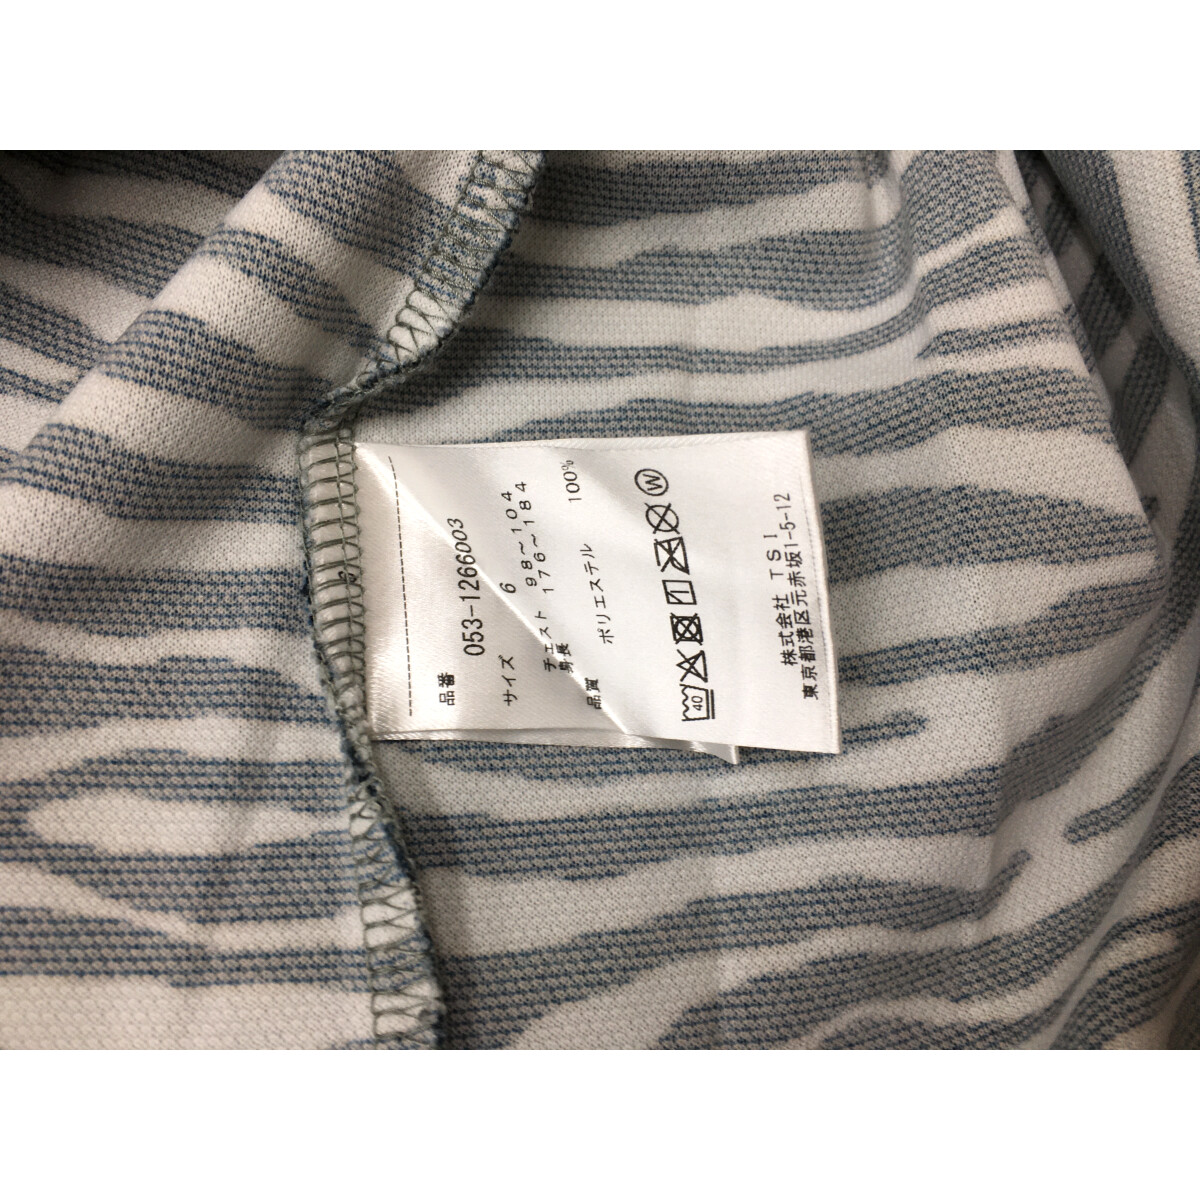 品番 053-1266003
サイズ 6
チェスト 98～104
身長 176～184
品質 ポリエステル 100%
40 1 W
株式会社 TSI
東京都港区元赤坂1-5-12